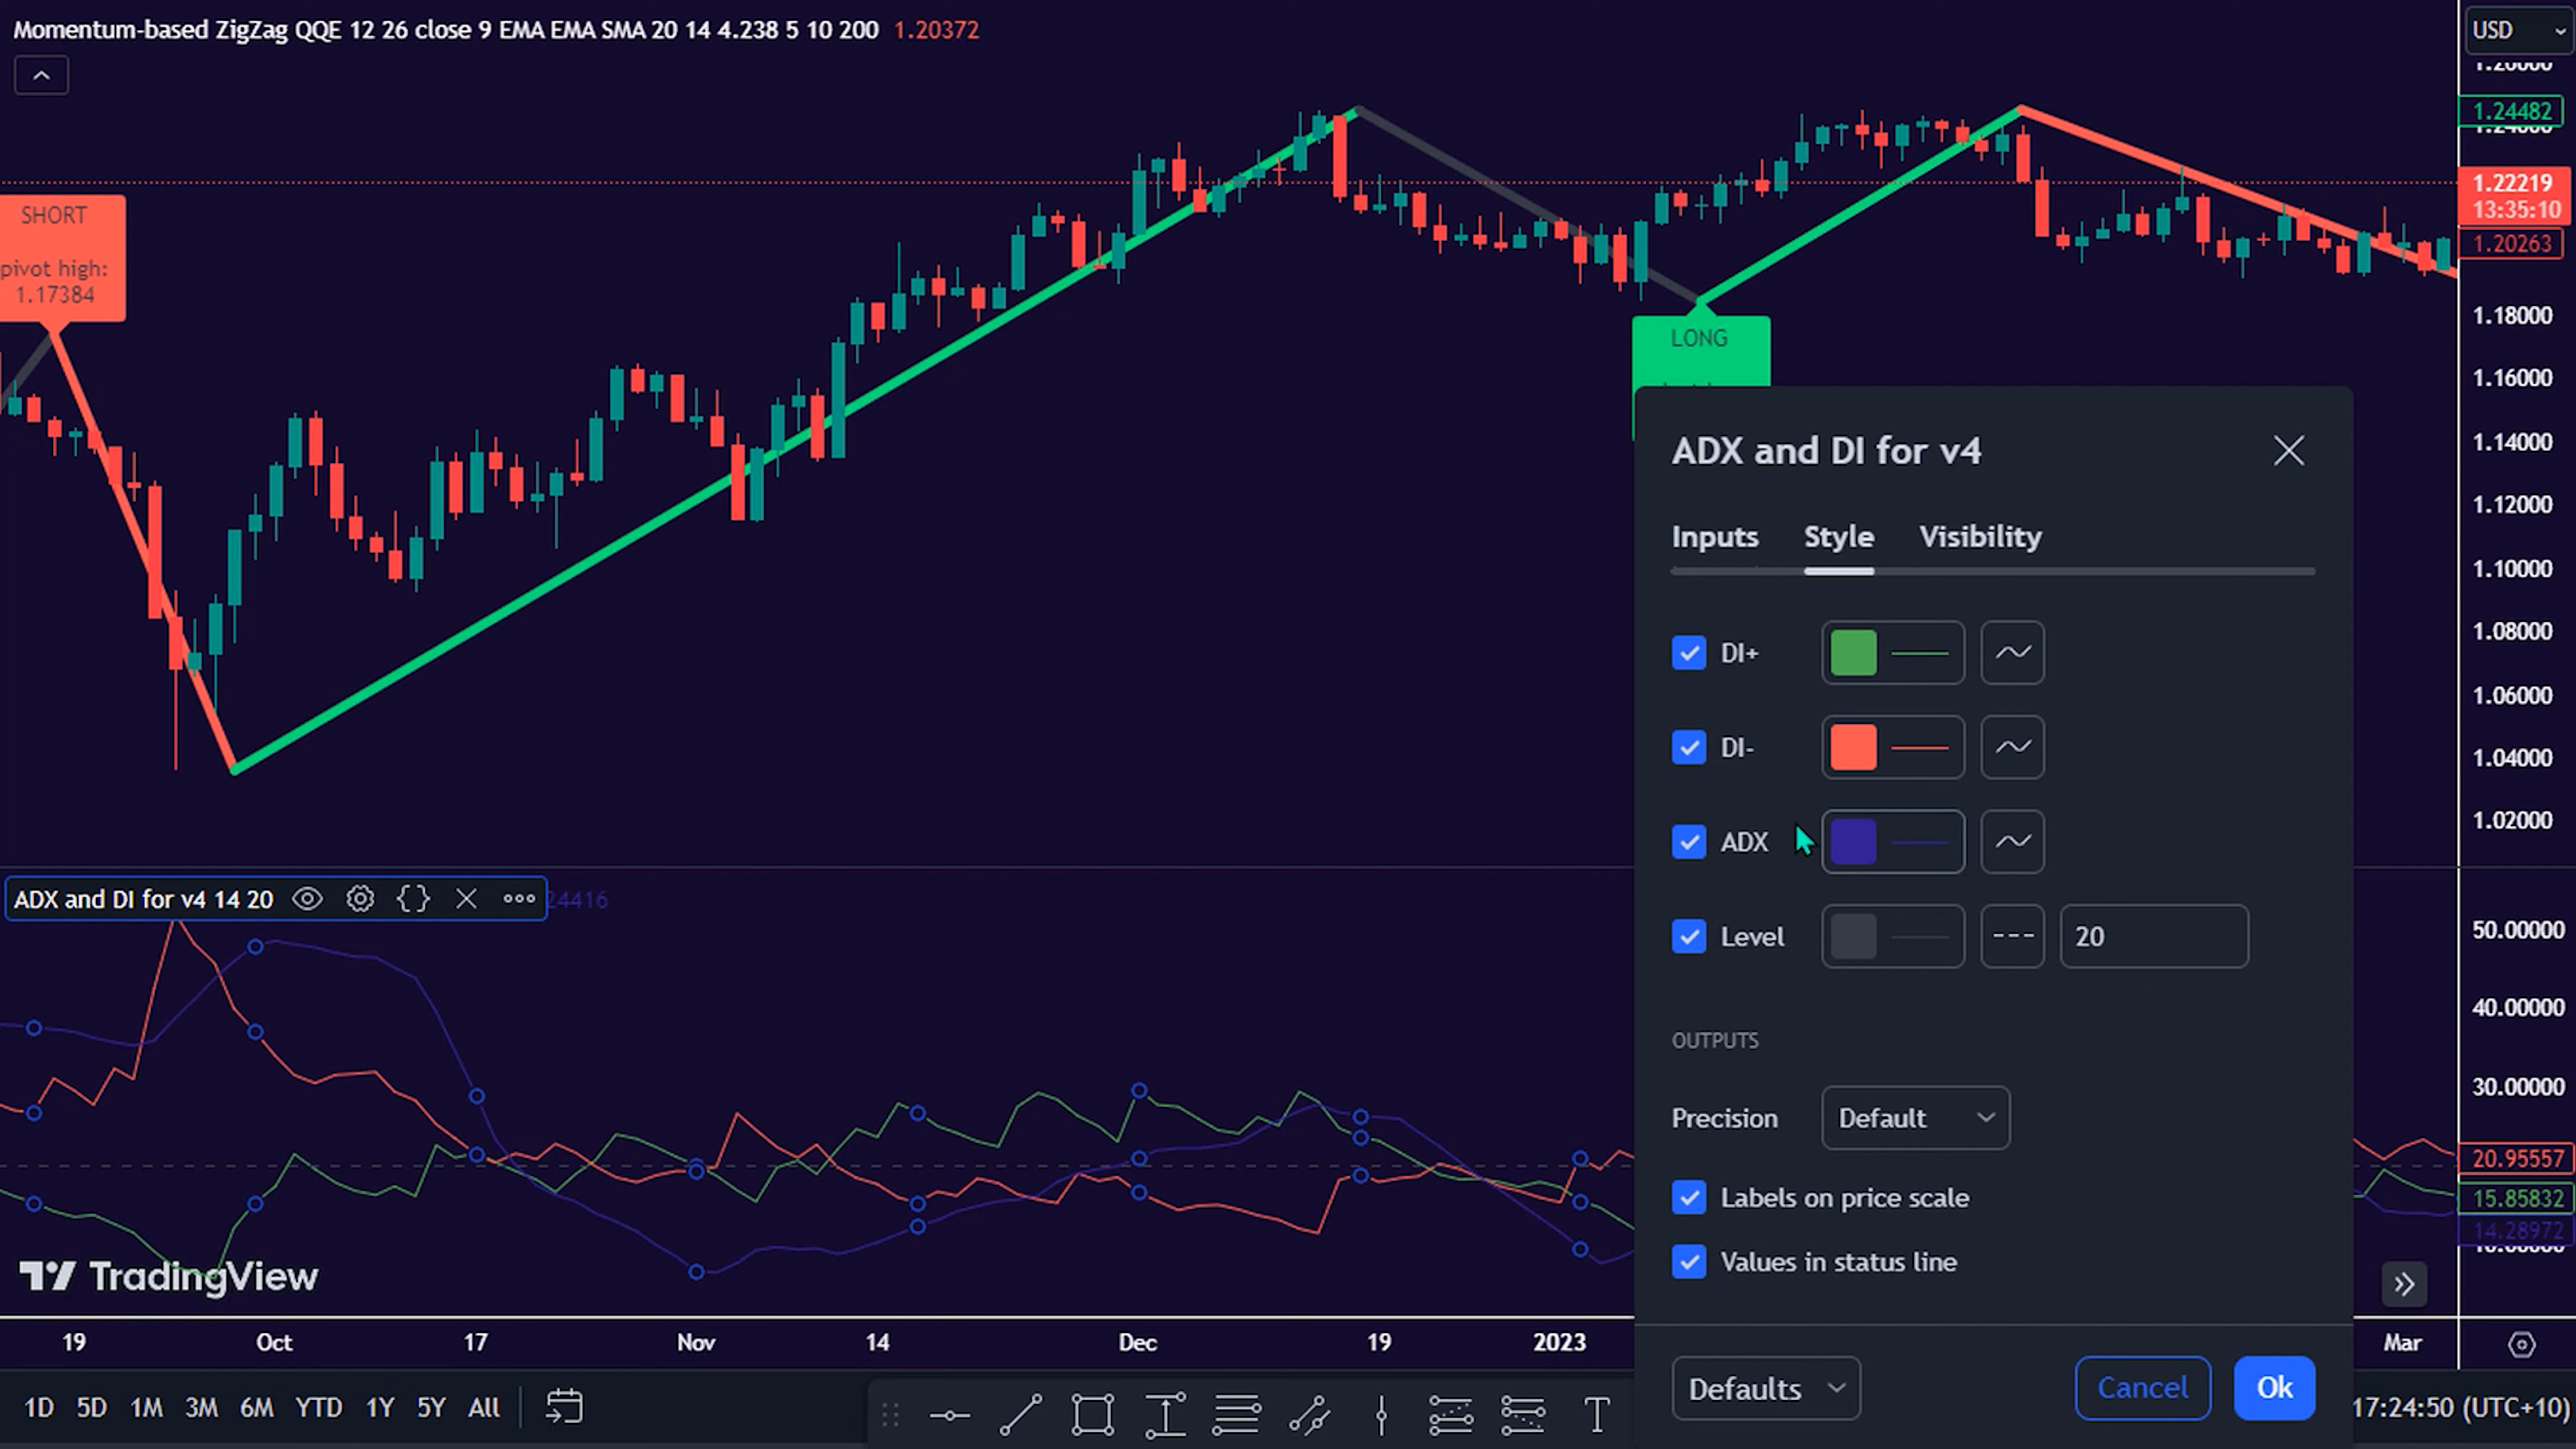 Momentum-based ZigZag QQE 12 26 close 9 EMA EMA SMA 20 14 4.238 5 10 200 1.20372
USD
1.24482
1.22219
13:35:10
1.20263
1.18000
1.16000
1.14000
1.12000
1.10000
1.08000
1.06000
1.04000
1.02000
SHORT
pivot high:
1.17384
LONG
ADX and DI for v4
Inputs Style Visibility
DI+
DI-
ADX
Level 20
OUTPUTS
Precision Default
Labels on price scale
Values in status line
Defaults Cancel Ok
ADX and DI for v4 14 20 24416
50.00000
40.00000
30.00000
20.95557
15.85832
14.28972
TradingView
19 Oct 17 Nov 14 Dec 19 2023 Mar
1D 5D 1M 3M 6M YTD 1Y 5Y All T 17:24:50 (UTC+10)